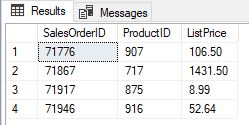 Results Messages
SalesOrderID ProductID ListPrice
1 71776 907 106.50
2 71867 717 1431.50
3 71917 875 8.99
4 71946 916 52.64